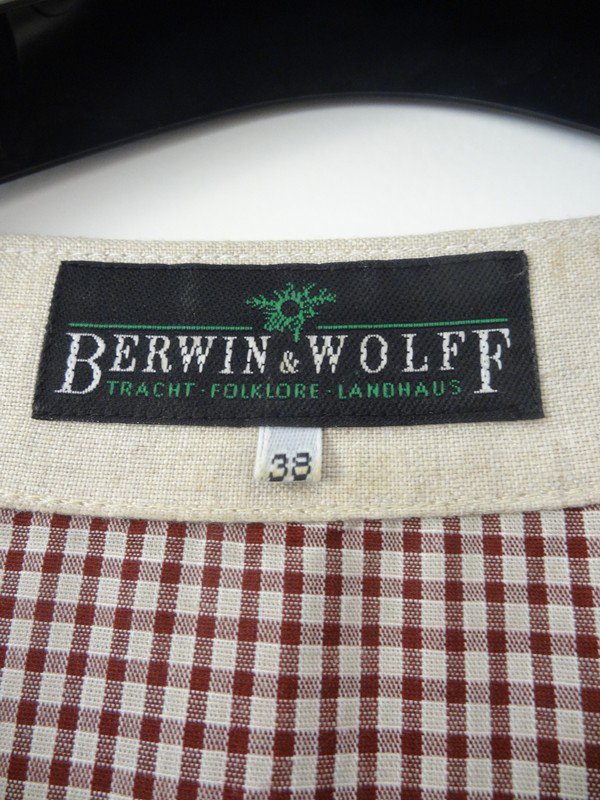 BERWIN & WOLFF
TRACHT · FOLKLORE · LANDHAUS
38